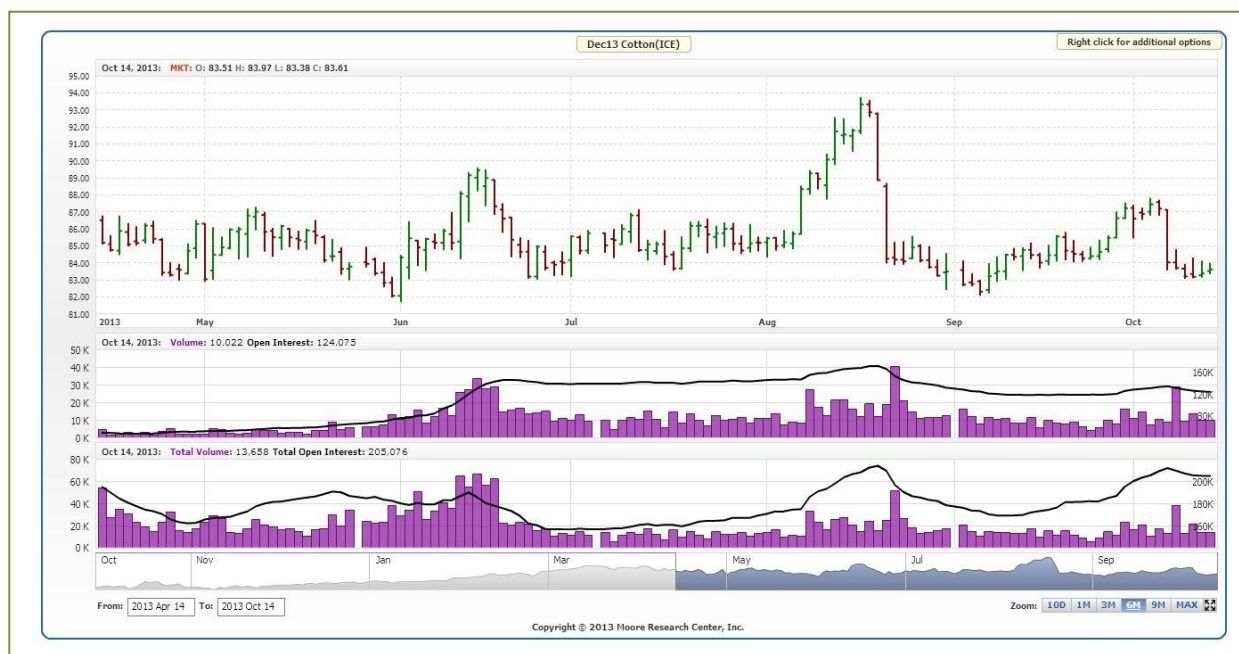 Dec13 Cotton(ICE)
Right click for additional options
Oct 14, 2013: MKT: O: 83.51 H: 83.97 L: 83.38 C: 83.61
95.00
94.00
93.00
92.00
91.00
90.00
89.00
88.00
87.00
86.00
85.00
84.00
83.00
82.00
81.00
2013 May Jun Jul Aug Sep Oct
Oct 14, 2013: Volume: 10,022 Open Interest: 124,075
50 K
40 K 160K
30 K
20 K 120K
10 K 80K
0 K
Oct 14, 2013: Total Volume: 13,658 Total Open Interest: 205,076
80 K
60 K 200K
40 K 180K
20 K 160K
0 K
Oct Nov Jan Mar May Jul Sep
From: 2013 Apr 14 To: 2013 Oct 14 Zoom: 10D 1M 3M 6M 9M MAX
Copyright © 2013 Moore Research Center, Inc.